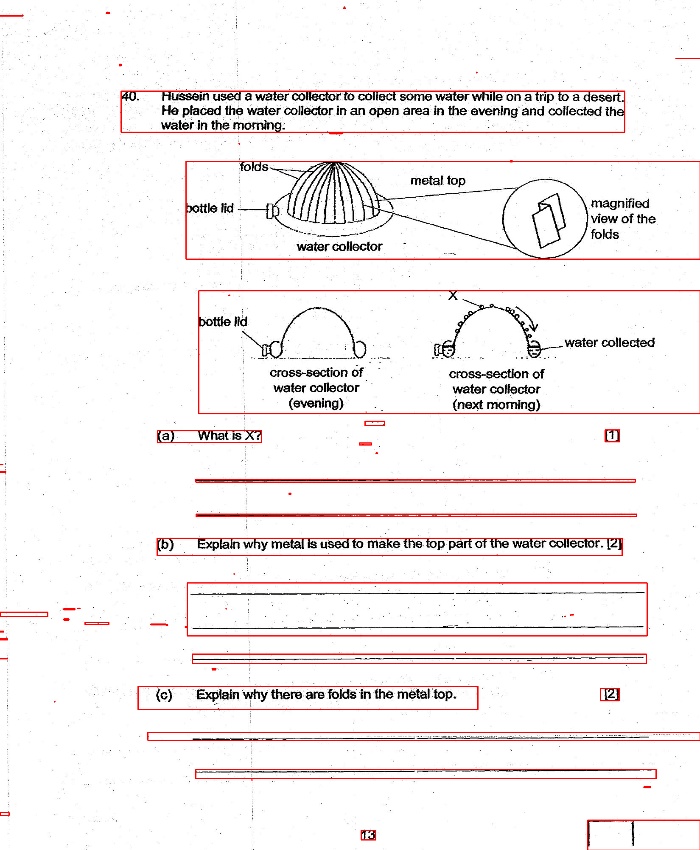 40. Hussein used a water collector to collect some water while on a trip to a desert.
He placed the water collector in an open area in the evening and collected the
water in the morning.
folds
metal top
bottle lid
magnified
view of the
folds
water collector
X
bottle lid
water collected
cross-section of
water collector
(evening)
cross-section of
water collector
(next morning)
(a) What is X? [1]
(b) Explain why metal is used to make the top part of the water collector. [2]
(c) Explain why there are folds in the metal top. [2]
13